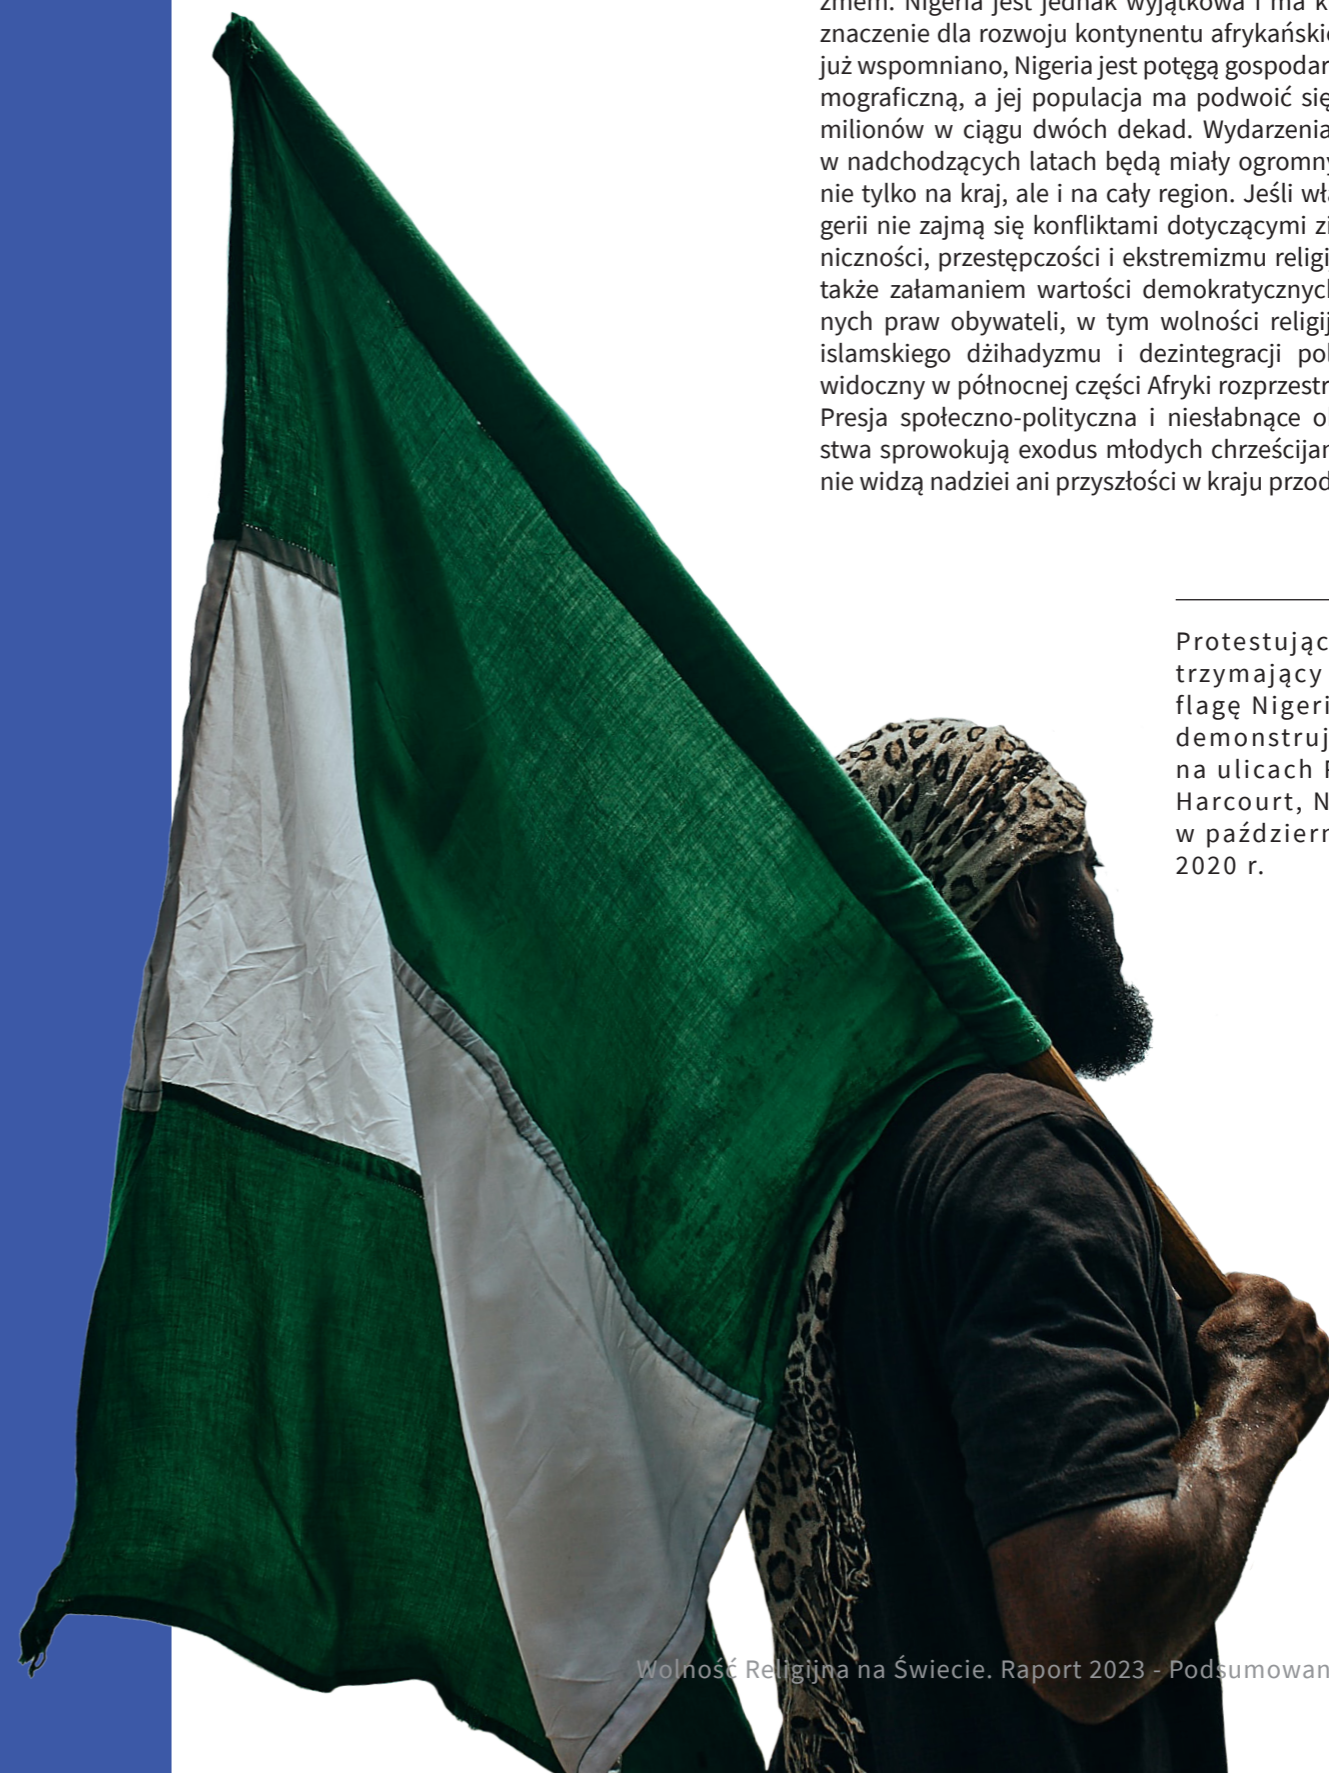 zmem. Nigeria jest jednak wyjątkowa i ma
znaczenie dla rozwoju kontynentu afrykańskie
już wspomniano, Nigeria jest potęgą gospodar
mograficzną, a jej populacja ma podwoić się
milionów w ciągu dwóch dekad. Wydarzenia
w nadchodzących latach będą miały ogromny
nie tylko na kraj, ale i na cały region. Jeśli wła
gerii nie zajmą się konfliktami dotyczącymi zi
niczności, przestępczości i ekstremizmu religi
także załamaniem wartości demokratycznych
nych praw obywateli, w tym wolności religij
islamskiego dżihadyzmu i dezintegracji pol
widoczny w północnej części Afryki rozprzestr
Presja społeczno-polityczna i niesłabnące
stwa sprowokują exodus młodych chrześcijan
nie widzą nadziei ani przyszłości w kraju przod
Protestując
trzymający
flagę Nigeri
demonstruj
na ulicach
Harcourt, N
w październ
2020 r.
Wolność Religijna na Świecie. Raport 2023 - Podsumowan